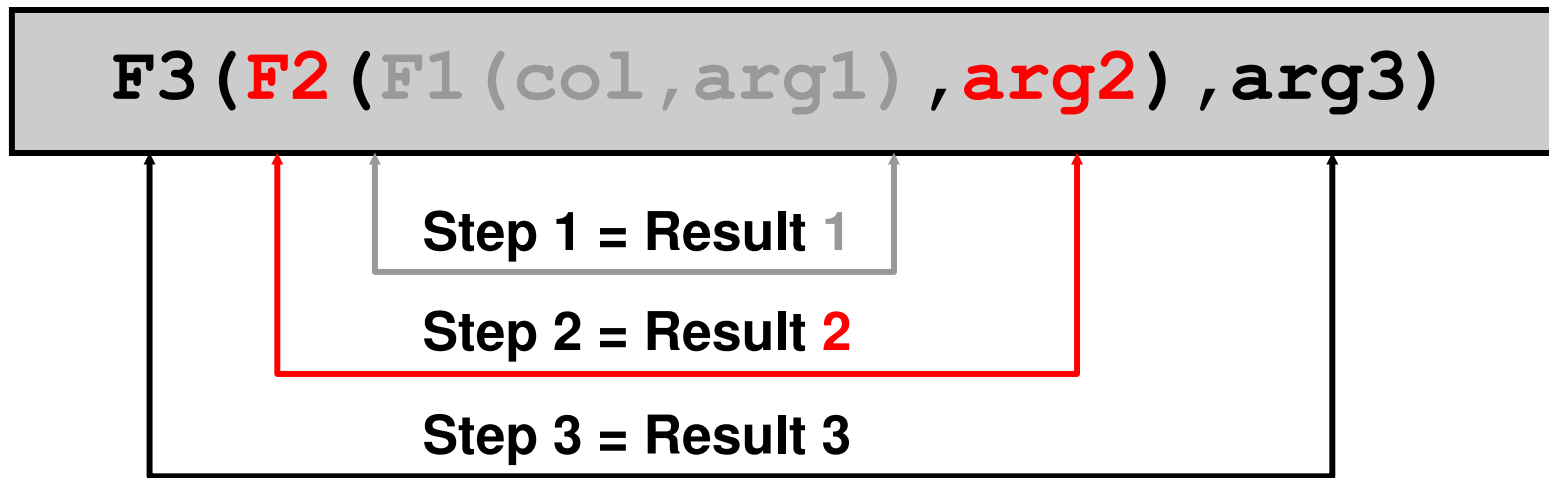 F3(F2(F1(col,arg1),arg2),arg3)
Step 1 = Result 1
Step 2 = Result 2
Step 3 = Result 3